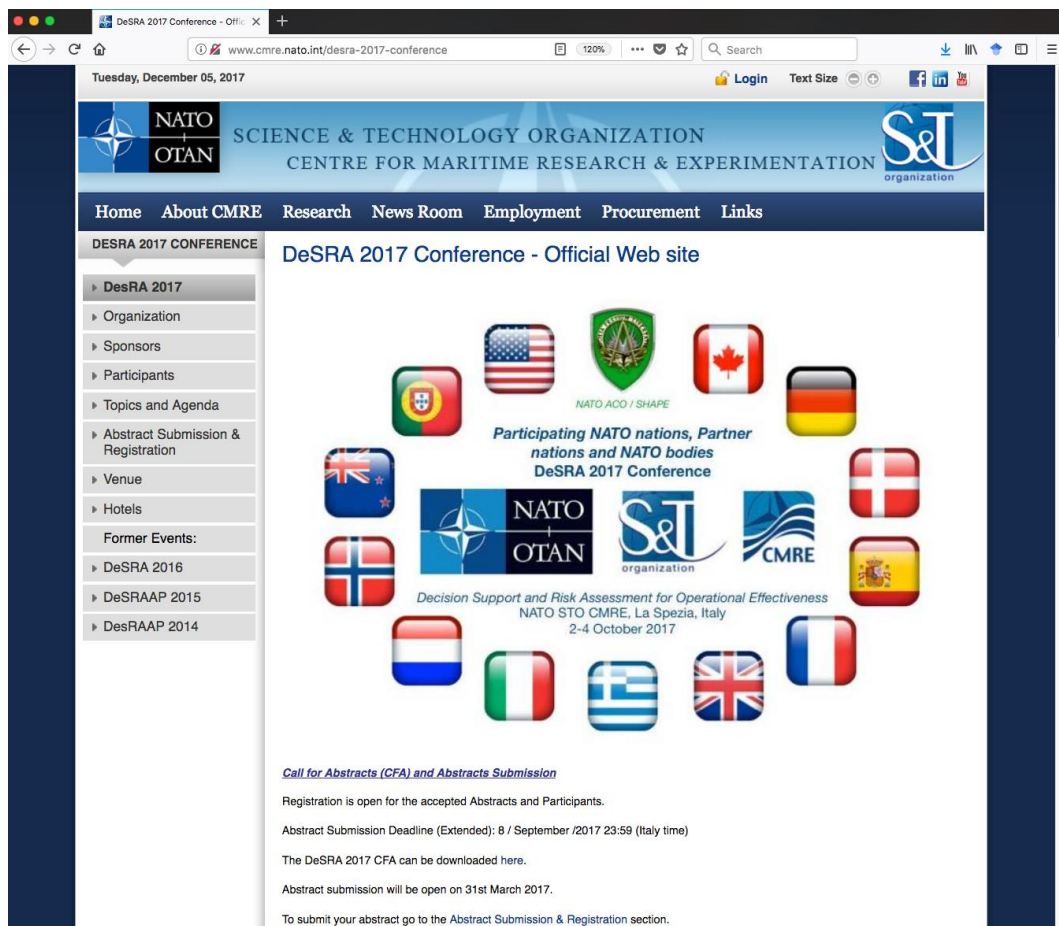 DeSRA 2017 Conference - Offic
www.cmre.nato.int/desra-2017-conference
120%
Search
Tuesday, December 05, 2017
Login
Text Size
f in You
NATO
OTAN
SCIENCE & TECHNOLOGY ORGANIZATION
CENTRE FOR MARITIME RESEARCH & EXPERIMENTATION
S&T
organization
Home About CMRE Research News Room Employment Procurement Links
DESRA 2017 CONFERENCE
DesRA 2017
Organization
Sponsors
Participants
Topics and Agenda
Abstract Submission &
Registration
Venue
Hotels
Former Events:
DeSRA 2016
DeSRAAP 2015
DesRAAP 2014
DeSRA 2017 Conference - Official Web site
NATO ACO / SHAPE
Participating NATO nations, Partner
nations and NATO bodies
DeSRA 2017 Conference
NATO
OTAN
S&T
organization
CMRE
Decision Support and Risk Assessment for Operational Effectiveness
NATO STO CMRE, La Spezia, Italy
2-4 October 2017
Call for Abstracts (CFA) and Abstracts Submission
Registration is open for the accepted Abstracts and Participants.
Abstract Submission Deadline (Extended): 8 / September /2017 23:59 (Italy time)
The DeSRA 2017 CFA can be downloaded here.
Abstract submission will be open on 31st March 2017.
To submit your abstract go to the Abstract Submission & Registration section.